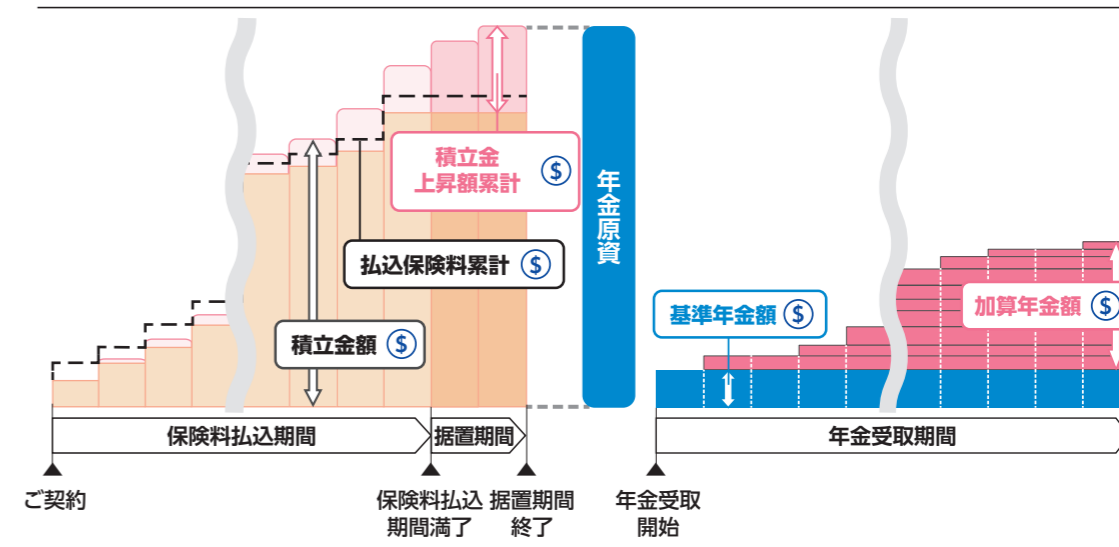 積立金
上昇額累計 $
払込保険料累計 $
積立金額 $
年金原資
基準年金額 $
加算年金額 $
保険料払込期間
据置期間
年金受取期間
ご契約
保険料払込
期間満了
据置期間
終了
年金受取
開始